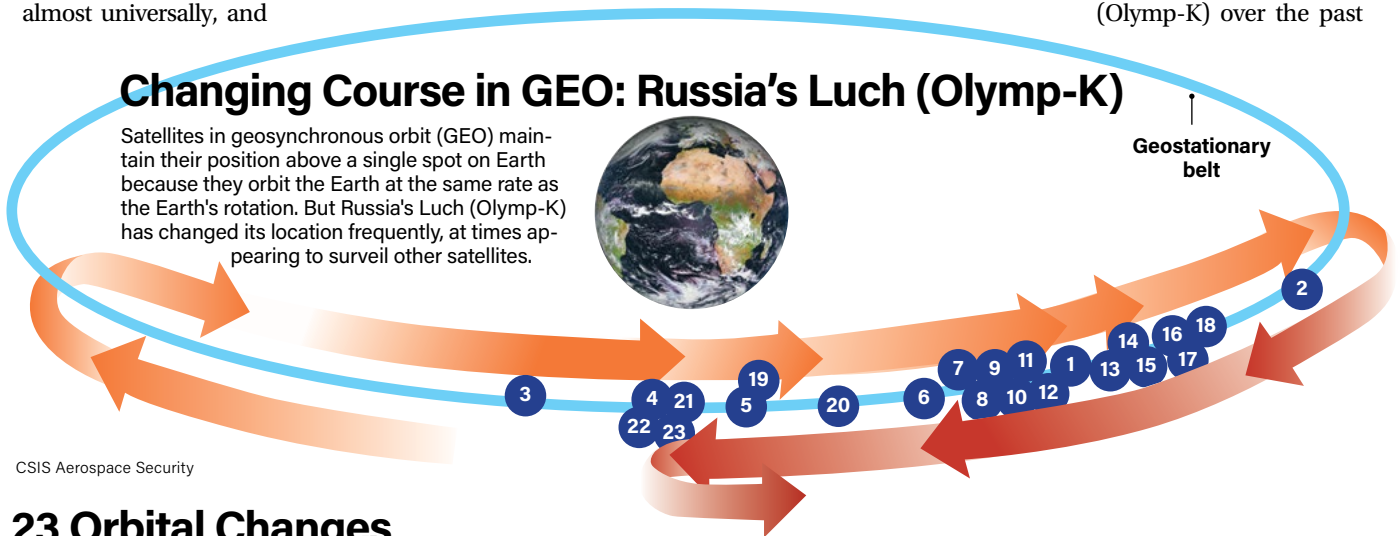 almost universally, and
(Olymp-K) over the past
Changing Course in GEO: Russia's Luch (Olymp-K)
Satellites in geosynchronous orbit (GEO) main-
tain their position above a single spot on Earth
because they orbit the Earth at the same rate as
the Earth's rotation. But Russia's Luch (Olymp-K)
has changed its location frequently, at times ap-
pearing to surveil other satellites.
Geostationary
belt
2
18
16
14
17
15
13
1
11
9
7
12
10
8
6
20
19
5
21
4
23
22
3
CSIS Aerospace Security
23 Orbital Changes